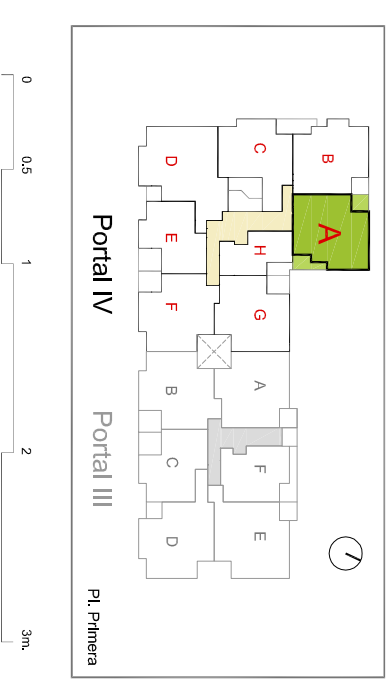 B
C
D
A
E
H
F
G
Portal IV
A
B
Portal III
C
F
D
E
Pl. PrImera
0
0.5
1
2
3m.